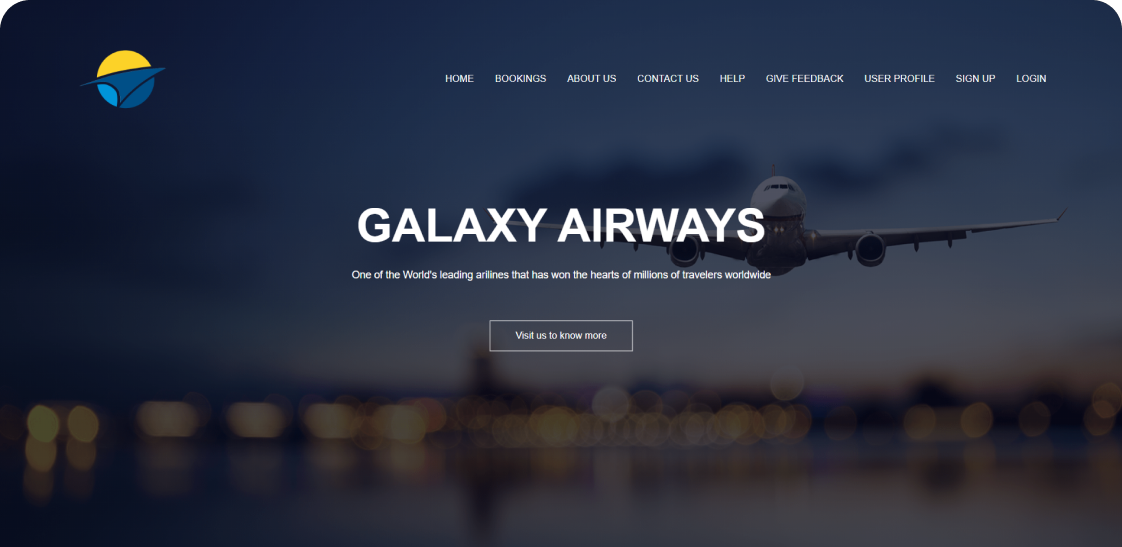 HOME BOOKINGS ABOUT US CONTACT US HELP GIVE FEEDBACK USER PROFILE SIGN UP LOGIN
GALAXY AIRWAYS
One of the World's leading arilines that has won the hearts of millions of travelers worldwide
Visit us to know more